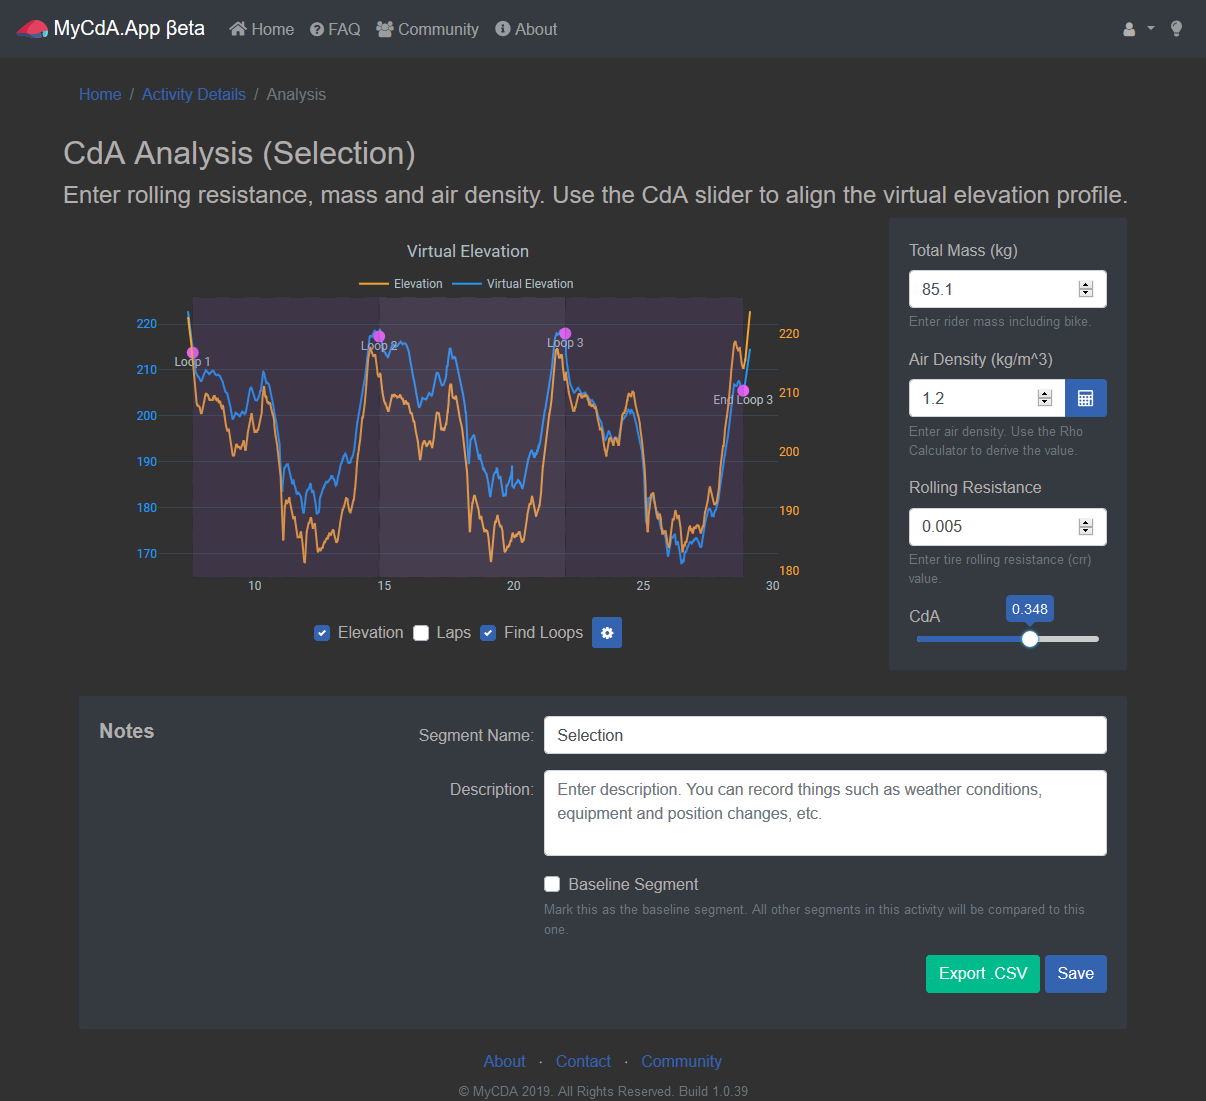 MyCdA.App βeta Home FAQ Community About
Home / Activity Details / Analysis
CdA Analysis (Selection)
Enter rolling resistance, mass and air density. Use the CdA slider to align the virtual elevation profile.
Virtual Elevation
Elevation Virtual Elevation
220
210
200
190
180
170
Loop 1
Loop 2
Loop 3
End Loop 3
220
210
200
190
180
10 15 20 25 30
Elevation Laps Find Loops
Total Mass (kg)
85.1
Enter rider mass including bike.
Air Density (kg/m^3)
1.2
Enter air density. Use the Rho
Calculator to derive the value.
Rolling Resistance
0.005
Enter tire rolling resistance (crr)
value.
CdA 0.348
Notes
Segment Name: Selection
Description: Enter description. You can record things such as weather conditions,
equipment and position changes, etc.
Baseline Segment
Mark this as the baseline segment. All other segments in this activity will be compared to this
one.
Export .CSV Save
About · Contact · Community
© MyCDA 2019. All Rights Reserved. Build 1.0.39